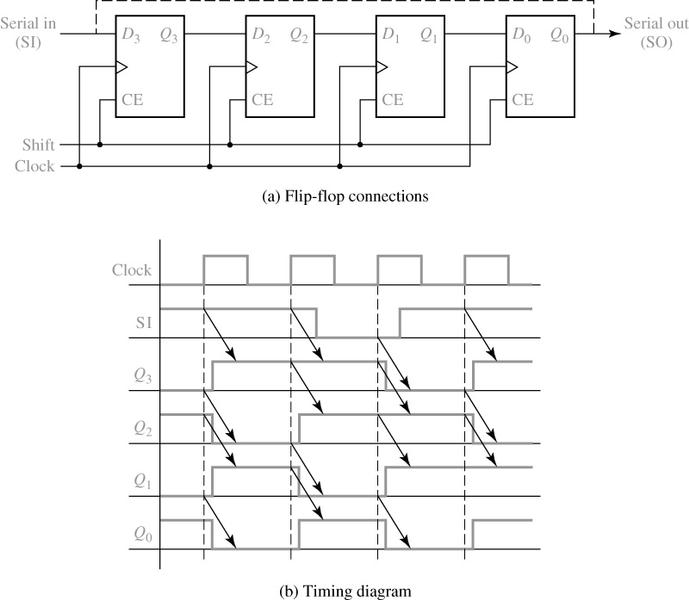 Serial in
(SI)
D3 Q3
D2 Q2
D1 Q1
D0 Q0
Serial out
(SO)
CE
CE
CE
CE
Shift
Clock
(a) Flip-flop connections
Clock
SI
Q3
Q2
Q1
Q0
(b) Timing diagram